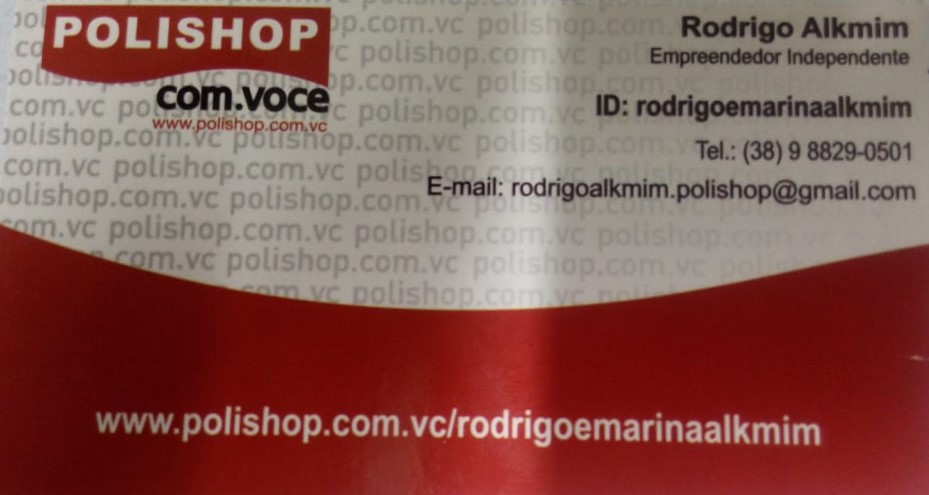 POLISHOP
com.voce
www.polishop.com.vc
Rodrigo Alkmim
Empreendedor Independente
ID: rodrigoemarinaalkmim
Tel.: (38) 9 8829-0501
E-mail: rodrigoalkmim.polishop@gmail.com
www.polishop.com.vc/rodrigoemarinaalkmim